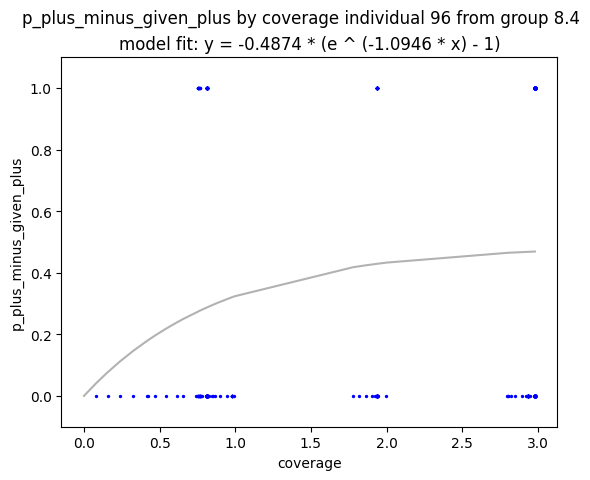 p_plus_minus_given_plus by coverage individual 96 from group 8.4
model fit: y = -0.4874 * (e ^ (-1.0946 * x) - 1)
1.0
0.8
0.6
0.4
0.2
0.0
p_plus_minus_given_plus
0.0 0.5 1.0 1.5 2.0 2.5 3.0
coverage